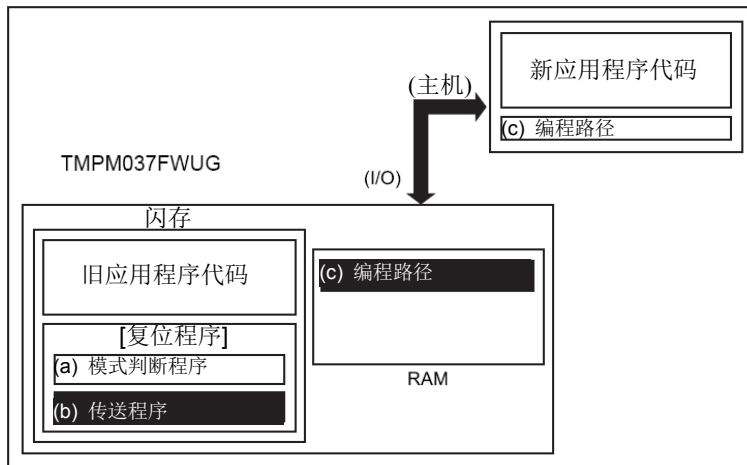 新应用程序代码
(主机)
(c) 编程路径
TMPM037FWUG
(I/O)
闪存
旧应用程序代码
(c) 编程路径
[复位程序]
(a) 模式判断程序
(b) 传送程序
RAM